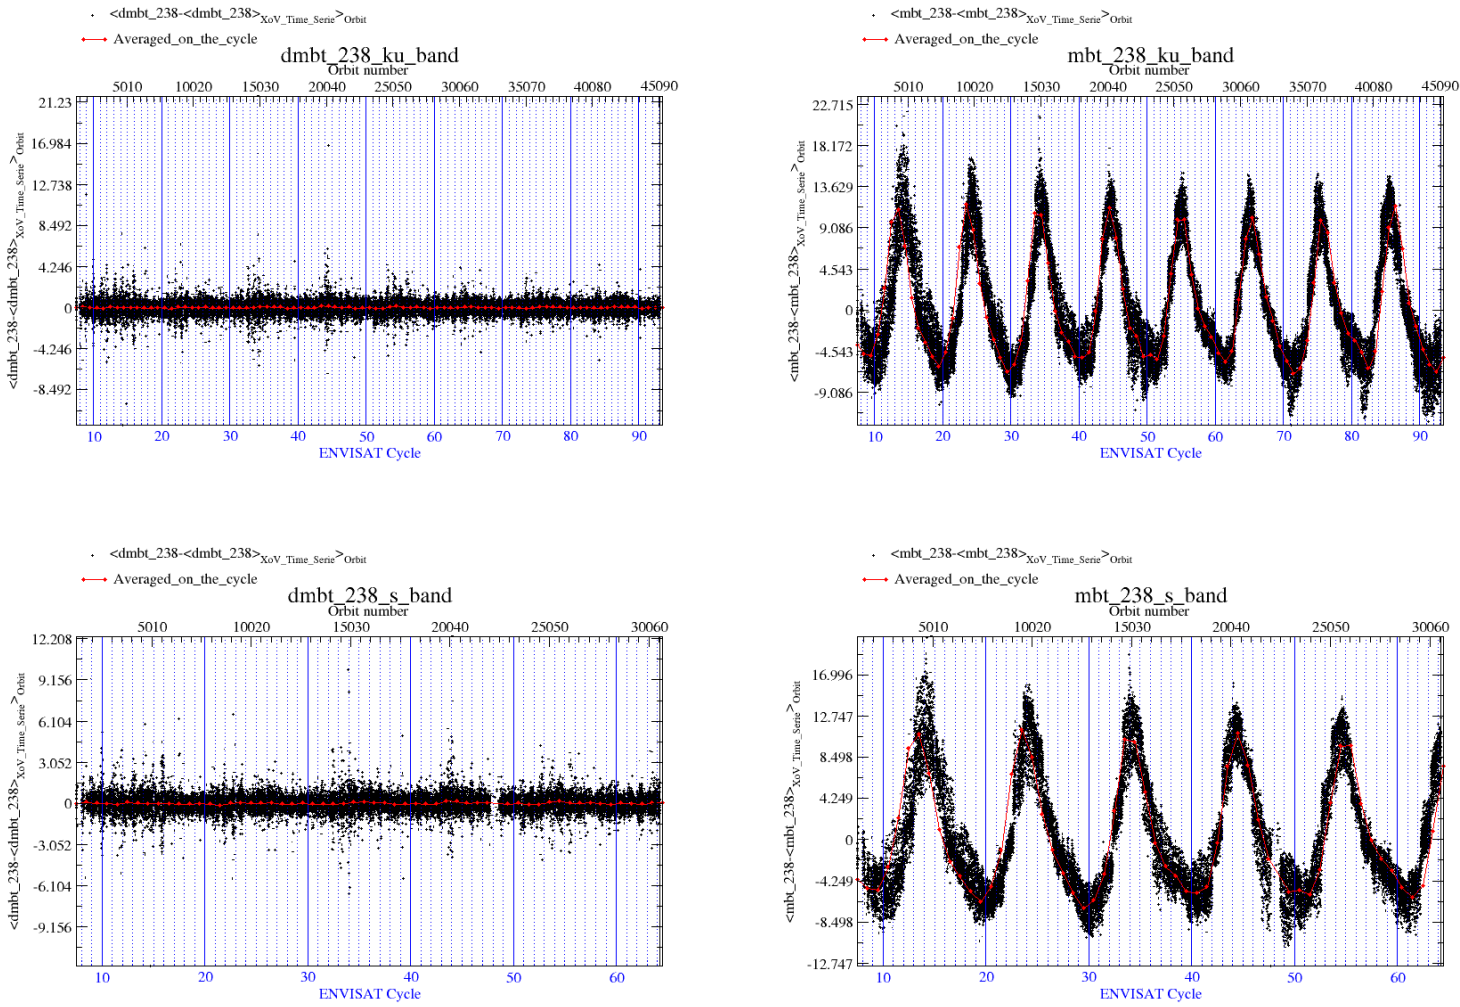 <dmbt_238-<dmbt_238>XoV_Time_Serie>Orbit
Averaged_on_the_cycle
dmbt_238_ku_band
Orbit number
5010 10020 15030 20040 25050 30060 35070 40080 45090
21.23
16.984
12.738
8.492
4.246
0
-4.246
-8.492
<dmbt_238-<dmbt_238>XoV_Time_Serie>Orbit
10 20 30 40 50 60 70 80 90
ENVISAT Cycle
<mbt_238-<mbt_238>XoV_Time_Serie>Orbit
Averaged_on_the_cycle
mbt_238_ku_band
Orbit number
5010 10020 15030 20040 25050 30060 35070 40080 45090
22.715
18.172
13.629
9.086
4.543
0
-4.543
-9.086
<mbt_238-<mbt_238>XoV_Time_Serie>Orbit
10 20 30 40 50 60 70 80 90
ENVISAT Cycle
<dmbt_238-<dmbt_238>XoV_Time_Serie>Orbit
Averaged_on_the_cycle
dmbt_238_s_band
Orbit number
5010 10020 15030 20040 25050 30060
12.208
9.156
6.104
3.052
0
-3.052
-6.104
-9.156
<dmbt_238-<dmbt_238>XoV_Time_Serie>Orbit
10 20 30 40 50 60
ENVISAT Cycle
<mbt_238-<mbt_238>XoV_Time_Serie>Orbit
Averaged_on_the_cycle
mbt_238_s_band
Orbit number
5010 10020 15030 20040 25050 30060
16.996
12.747
8.498
4.249
0
-4.249
-8.498
-12.747
<mbt_238-<mbt_238>XoV_Time_Serie>Orbit
10 20 30 40 50 60
ENVISAT Cycle